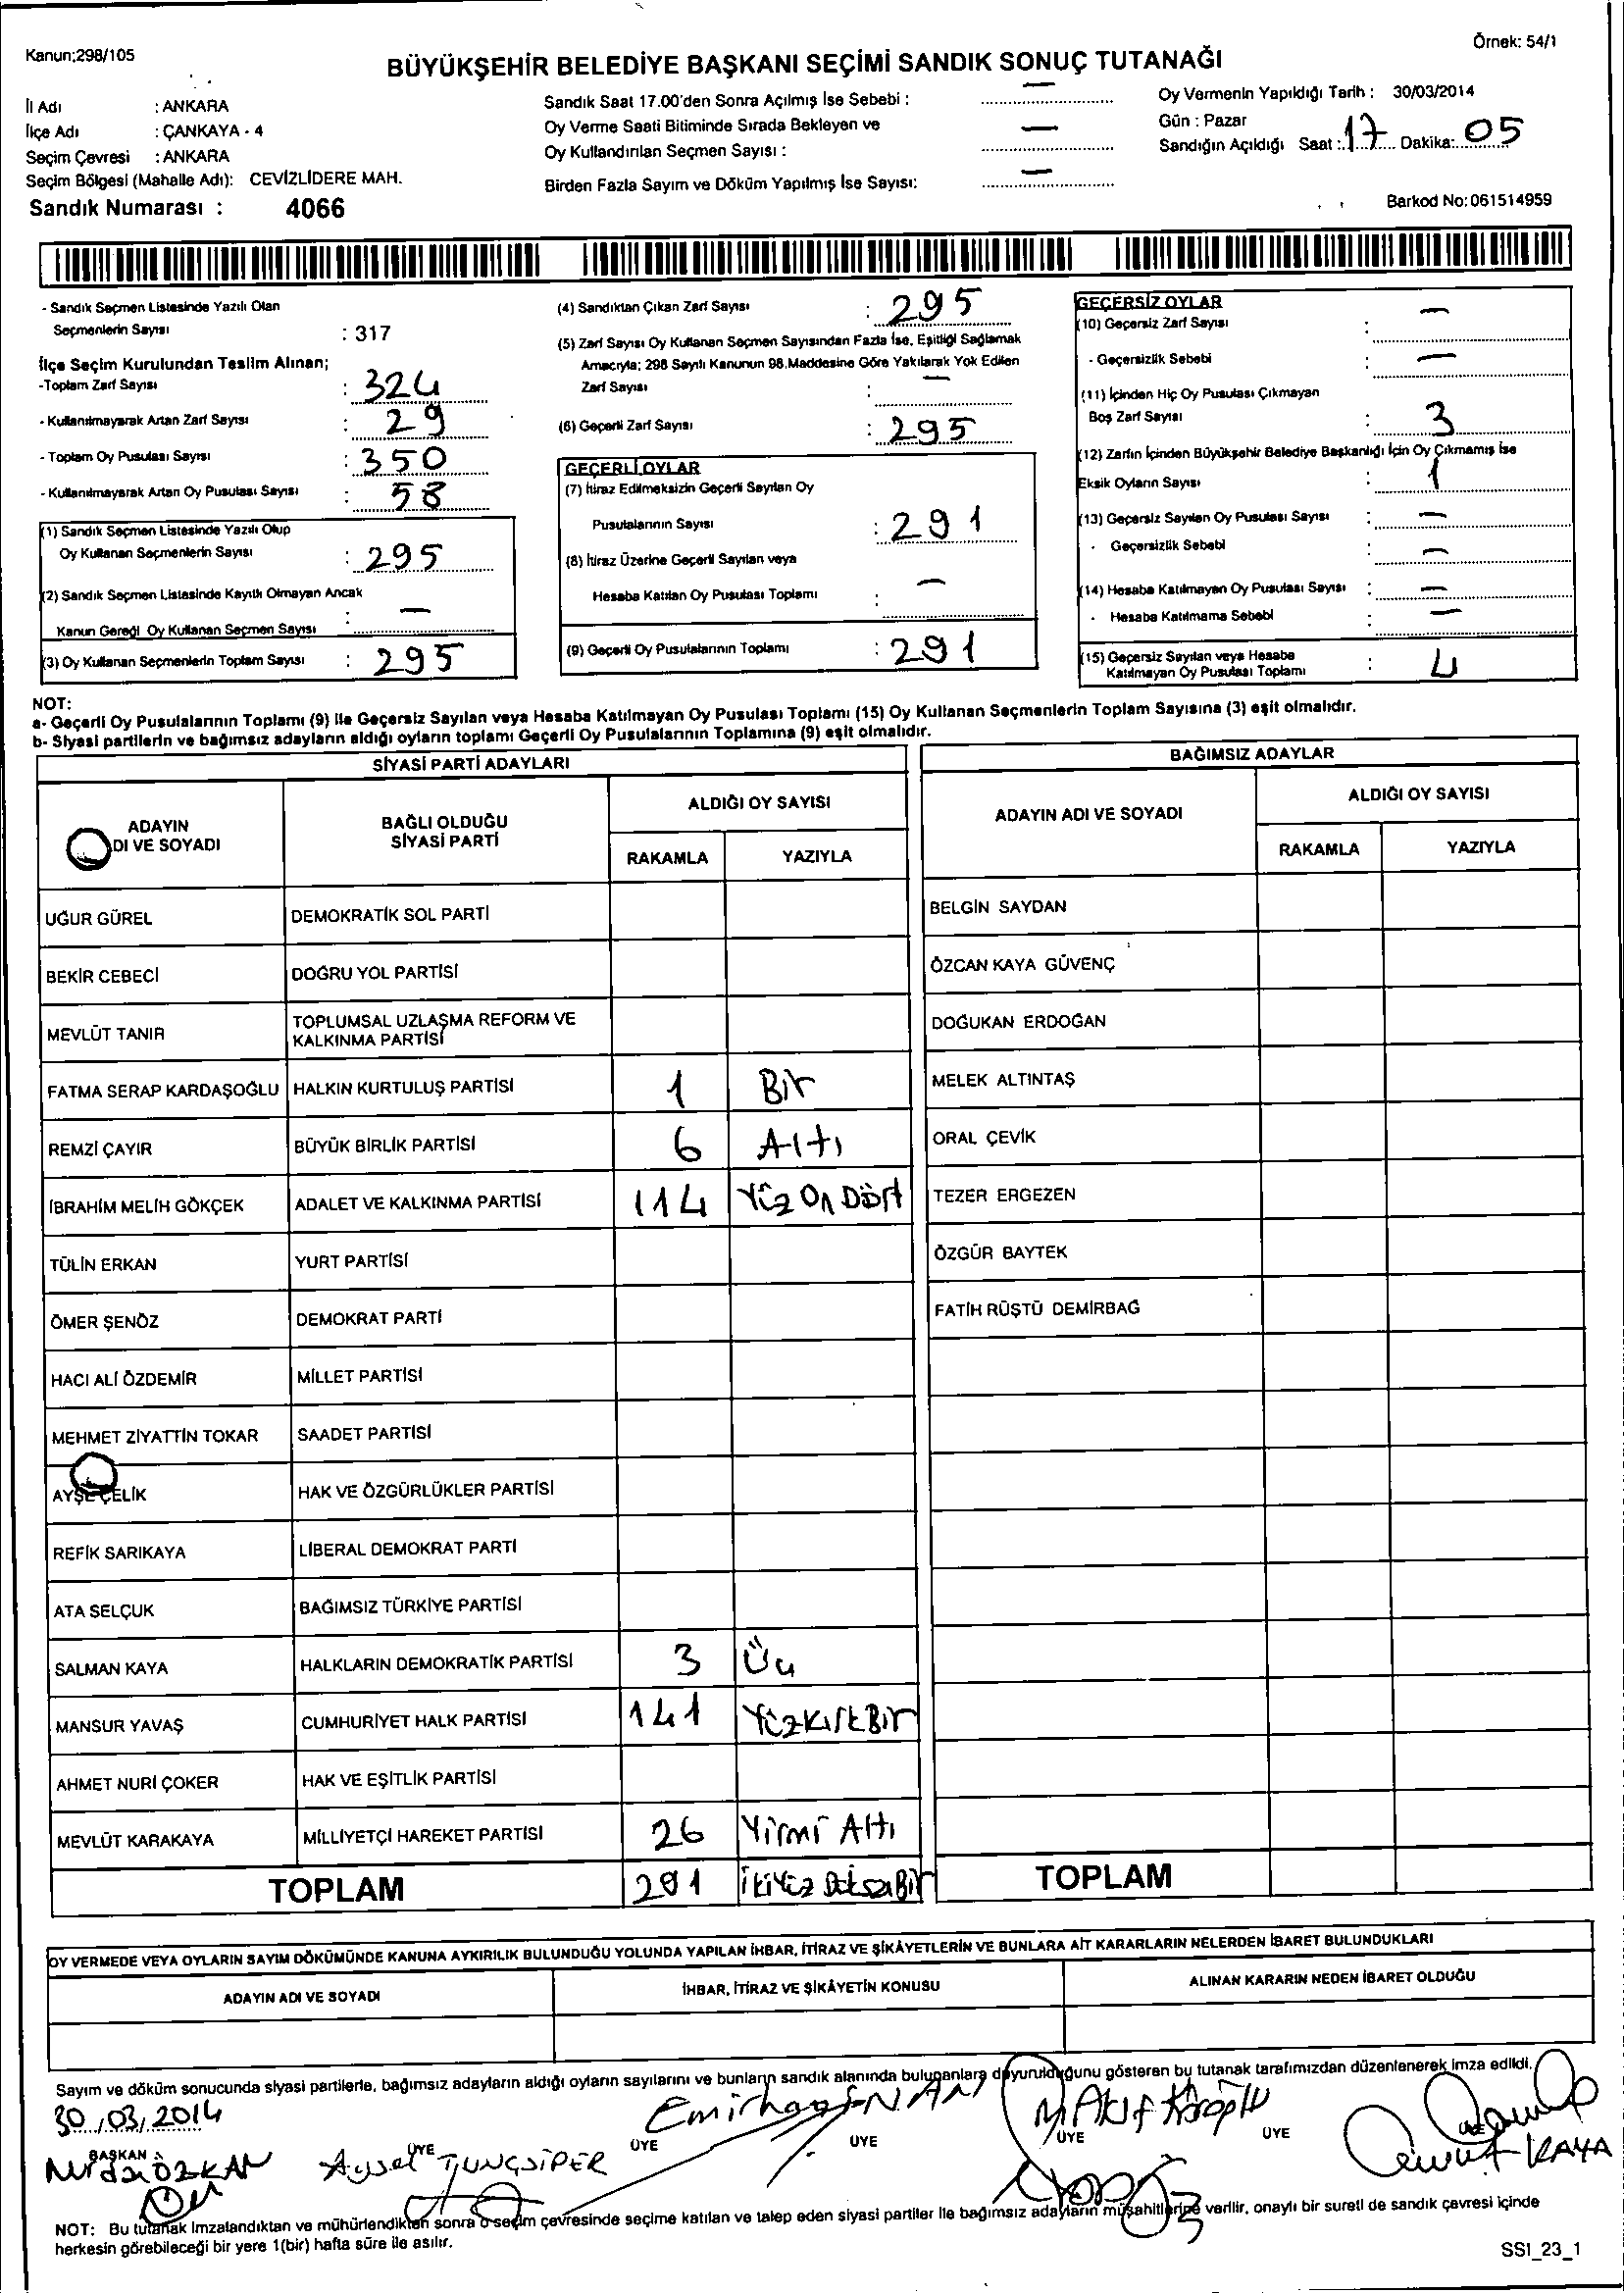 Kanun:298/105
Örnek: 54/1
BÜYÜKŞEHİR BELEDİYE BAŞKANI SEÇİMİ SANDIK SONUÇ TUTANAĞI
İl Adı : ANKARA
İlçe Adı : ÇANKAYA - 4
Seçim Çevresi : ANKARA
Seçim Bölgesi (Mahalle Adı): CEVİZLİDERE MAH.
Sandık Numarası : 4066
Sandık Saat 17.00'den Sonra Açılmış İse Sebebi : —
Oy Verme Saati Bitiminde Sırada Bekleyen ve
Oy Kullandırılan Seçmen Sayısı : —
Birden Fazla Sayım ve Döküm Yapılmış İse Sayısı: —
Oy Vermenin Yapıldığı Tarih : 30/03/2014
Gün : Pazar
Sandığın Açıldığı Saat : 17 Dakika: 05
Barkod No: 061514959
- Sandık Seçmen Listesinde Yazılı Olan
Seçmenlerin Sayısı : 317
İlçe Seçim Kurulundan Teslim Alınan;
-Toplam Zarf Sayısı : 324
- Kullanılmayarak Artan Zarf Sayısı : 29
- Toplam Oy Pusulası Sayısı : 350
- Kullanılmayarak Artan Oy Pusulası Sayısı : 58
(1) Sandık Seçmen Listesinde Yazılı Olup
Oy Kullanan Seçmenlerin Sayısı : 295
(2) Sandık Seçmen Listesinde Kayıtlı Olmayan Ancak
Kanun Gereği Oy Kullanan Seçmen Sayısı : —
(3) Oy Kullanan Seçmenlerin Toplam Sayısı : 295
(4) Sandıktan Çıkan Zarf Sayısı : 295
(5) Zarf Sayısı Oy Kullanan Seçmen Sayısından Fazla İse, Eşitliği Sağlamak
Amacıyla; 298 Sayılı Kanunun 98.Maddesine Göre Yakılarak Yok Edilen
Zarf Sayısı : —
(6) Geçerli Zarf Sayısı : 295
GEÇERLİ OYLAR
(7) İtiraz Edilmeksizin Geçerli Sayılan Oy
Pusulalarının Sayısı : 291
(8) İtiraz Üzerine Geçerli Sayılan veya
Hesaba Katılan Oy Pusulası Toplamı : —
(9) Geçerli Oy Pusulalarının Toplamı : 291
GEÇERSİZ OYLAR
(10) Geçersiz Zarf Sayısı : —
- Geçersizlik Sebebi : —
(11) İçinden Hiç Oy Pusulası Çıkmayan
Boş Zarf Sayısı : 3
(12) Zarfın İçinden Büyükşehir Belediye Başkanlığı İçin Oy Çıkmamış İse
Eksik Oyların Sayısı : 1
(13) Geçersiz Sayılan Oy Pusulası Sayısı : —
- Geçersizlik Sebebi : —
(14) Hesaba Katılmayan Oy Pusulası Sayısı : —
- Hesaba Katılmama Sebebi : —
(15) Geçersiz Sayılan veya Hesaba
Katılmayan Oy Pusulası Toplamı : 4
NOT:
a- Geçerli Oy Pusulalarının Toplamı (9) ile Geçersiz Sayılan veya Hesaba Katılmayan Oy Pusulası Toplamı (15) Oy Kullanan Seçmenlerin Toplam Sayısına (3) eşit olmalıdır.
b- Siyasi partilerin ve bağımsız adayların aldığı oyların toplamı Geçerli Oy Pusulalarının Toplamına (9) eşit olmalıdır.
SİYASİ PARTİ ADAYLARI
ADAYIN
DI VE SOYADI
BAĞLI OLDUĞU
SİYASİ PARTİ
ALDIĞI OY SAYISI
RAKAMLA YAZIYLA
UĞUR GÜREL DEMOKRATİK SOL PARTİ
BEKİR CEBECİ DOĞRU YOL PARTİSİ
MEVLÜT TANIR TOPLUMSAL UZLAŞMA REFORM VE
KALKINMA PARTİSİ
FATMA SERAP KARDAŞOĞLU HALKIN KURTULUŞ PARTİSİ 1 Bir
REMZİ ÇAYIR BÜYÜK BİRLİK PARTİSİ 6 Altı
İBRAHİM MELİH GÖKÇEK ADALET VE KALKINMA PARTİSİ 114 Yüz On Dört
TÜLİN ERKAN YURT PARTİSİ
ÖMER ŞENÖZ DEMOKRAT PARTİ
HACI ALİ ÖZDEMİR MİLLET PARTİSİ
MEHMET ZİYATTİN TOKAR SAADET PARTİSİ
AYŞE ÇELİK HAK VE ÖZGÜRLÜKLER PARTİSİ
REFİK SARIKAYA LİBERAL DEMOKRAT PARTİ
ATA SELÇUK BAĞIMSIZ TÜRKİYE PARTİSİ
SALMAN KAYA HALKLARIN DEMOKRATİK PARTİSİ 3 Üç
MANSUR YAVAŞ CUMHURİYET HALK PARTİSİ 141 YüzKırkBir
AHMET NURİ ÇOKER HAK VE EŞİTLİK PARTİSİ
MEVLÜT KARAKAYA MİLLİYETÇİ HAREKET PARTİSİ 26 Yirmi Altı
TOPLAM 291
BAĞIMSIZ ADAYLAR
ADAYIN ADI VE SOYADI
ALDIĞI OY SAYISI
RAKAMLA YAZIYLA
BELGİN SAYDAN
ÖZCAN KAYA GÜVENÇ
DOĞUKAN ERDOĞAN
MELEK ALTINTAŞ
ORAL ÇEVİK
TEZER ERGEZEN
ÖZGÜR BAYTEK
FATİH RÜŞTÜ DEMİRBAĞ
TOPLAM
OY VERMEDE VEYA OYLARIN SAYIM DÖKÜMÜNDE KANUNA AYKIRILIK BULUNDUĞU YOLUNDA YAPILAN İHBAR, İTİRAZ VE ŞİKÂYETLERİN VE BUNLARA AİT KARARLARIN NELERDEN İBARET BULUNDUKLARI
ADAYIN ADI VE SOYADI İHBAR, İTİRAZ VE ŞİKÂYETİN KONUSU ALINAN KARARIN NEDEN İBARET OLDUĞU
Sayım ve döküm sonucunda siyasi partilerle, bağımsız adayların aldığı oyların sayılarını ve bunların sandık alanında bulunanlara duyurulduğunu gösteren bu tutanak tarafımızdan düzenlenerek imza edildi.
30/03/2014
Emirhan İNAN M. Akif
BAŞKAN ÜYE ÜYE ÜYE ÜYE ÜYE
ÖZKAN Aysel TUNÇSİPER KAYA
NOT: Bu tutanak imzalandıktan ve mühürlendikten sonra o seçim çevresinde seçime katılan ve talep eden siyasi partiler ile bağımsız adayların müşahitlerine verilir, onaylı bir sureti de sandık çevresi içinde
herkesin görebileceği bir yere 1(bir) hafta süre ile asılır.
SSI_23_1